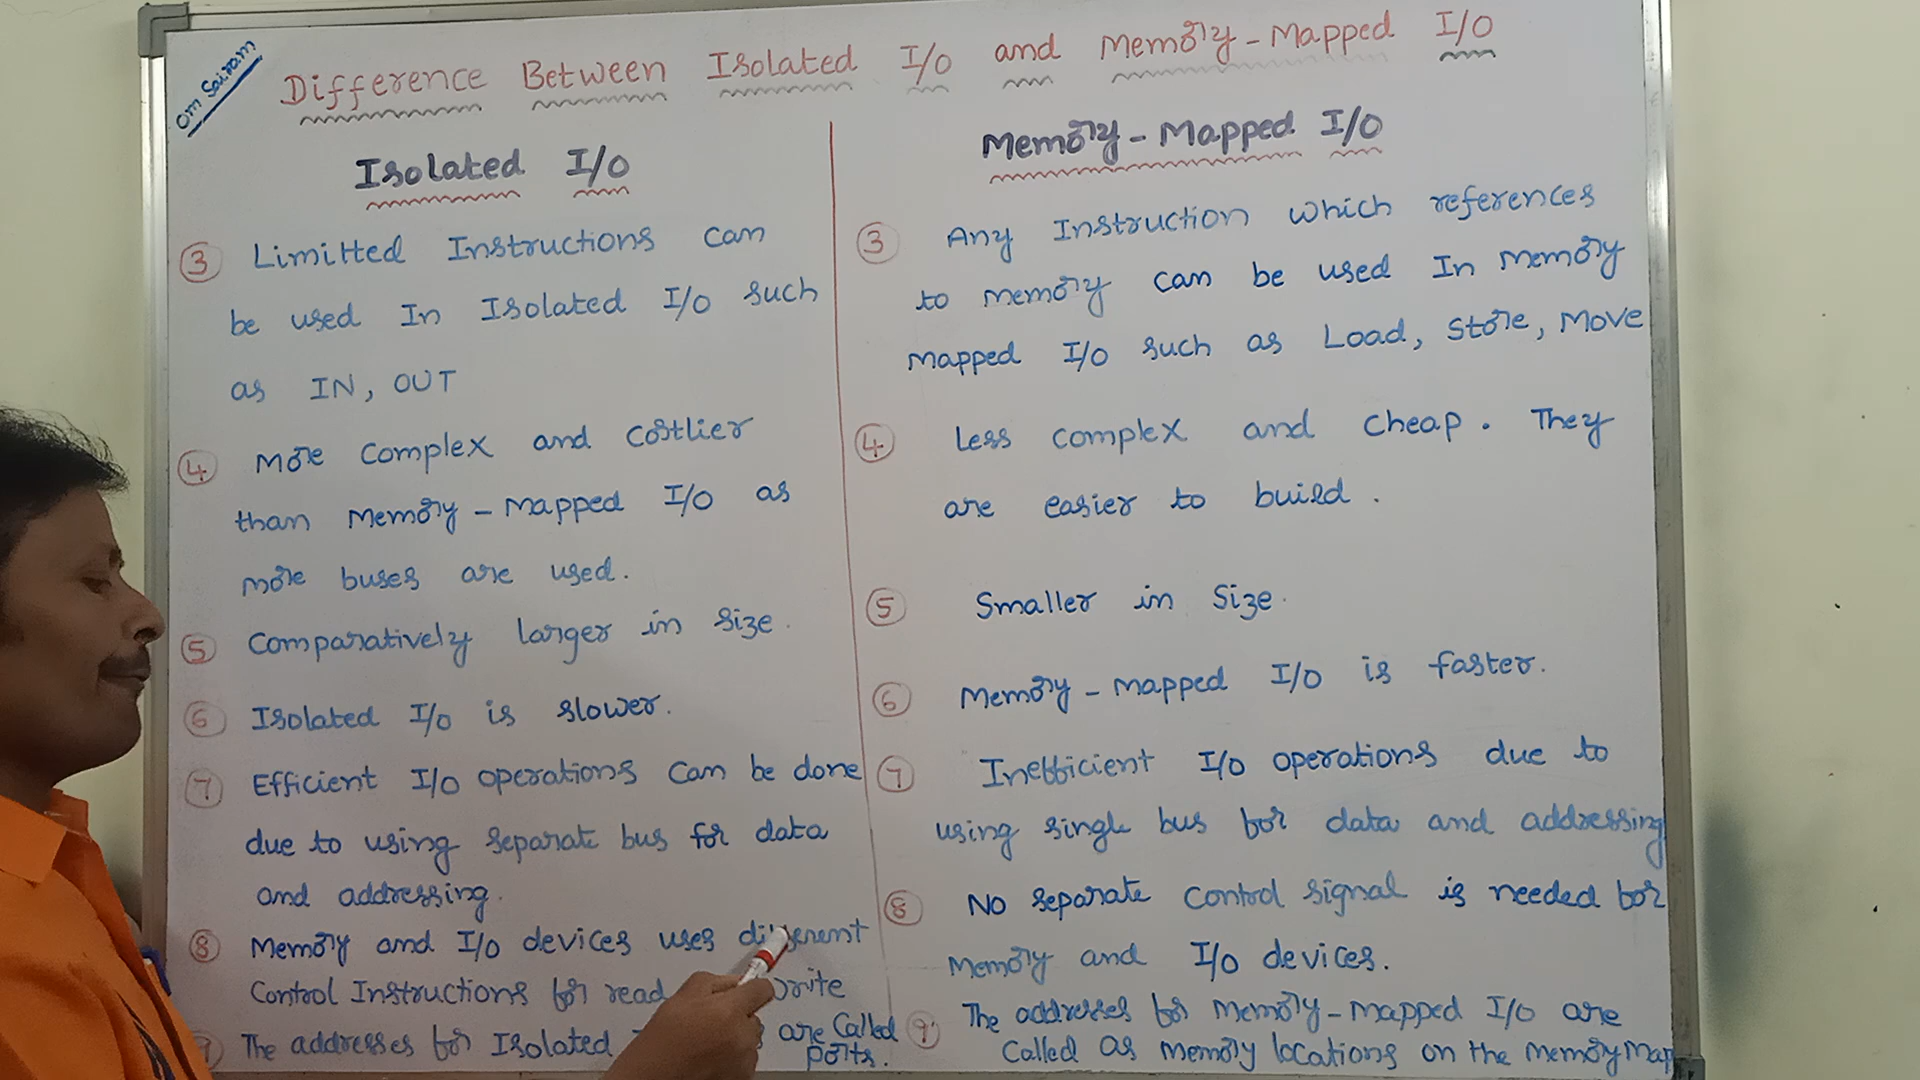 Om Sairam
Difference Between Isolated I/O and Memory-Mapped I/O
Isolated I/O
3 Limitted Instructions can
be used In Isolated I/O such
as IN, OUT
4 More complex and costlier
than Memory-Mapped I/O as
more buses are used.
5 Comparatively larger in size.
6 Isolated I/O is slower.
7 Efficient I/O operations can be done
due to using separate bus for data
and addressing.
8 Memory and I/O devices uses different
Control Instructions for read write
9 The addresses for Isolated are called
ports.
Memory-Mapped I/O
3 Any Instruction which references
to memory can be used In memory
mapped I/O such as Load, Store, Move
4 Less complex and cheap. They
are easier to build.
5 Smaller in size.
6 Memory-mapped I/O is faster.
7 Inefficient I/O operations due to
using single bus for data and addressing
8 No separate control signal is needed for
Memory and I/O devices.
9 The addresses for Memory-mapped I/O are
called as memory locations on the memory map